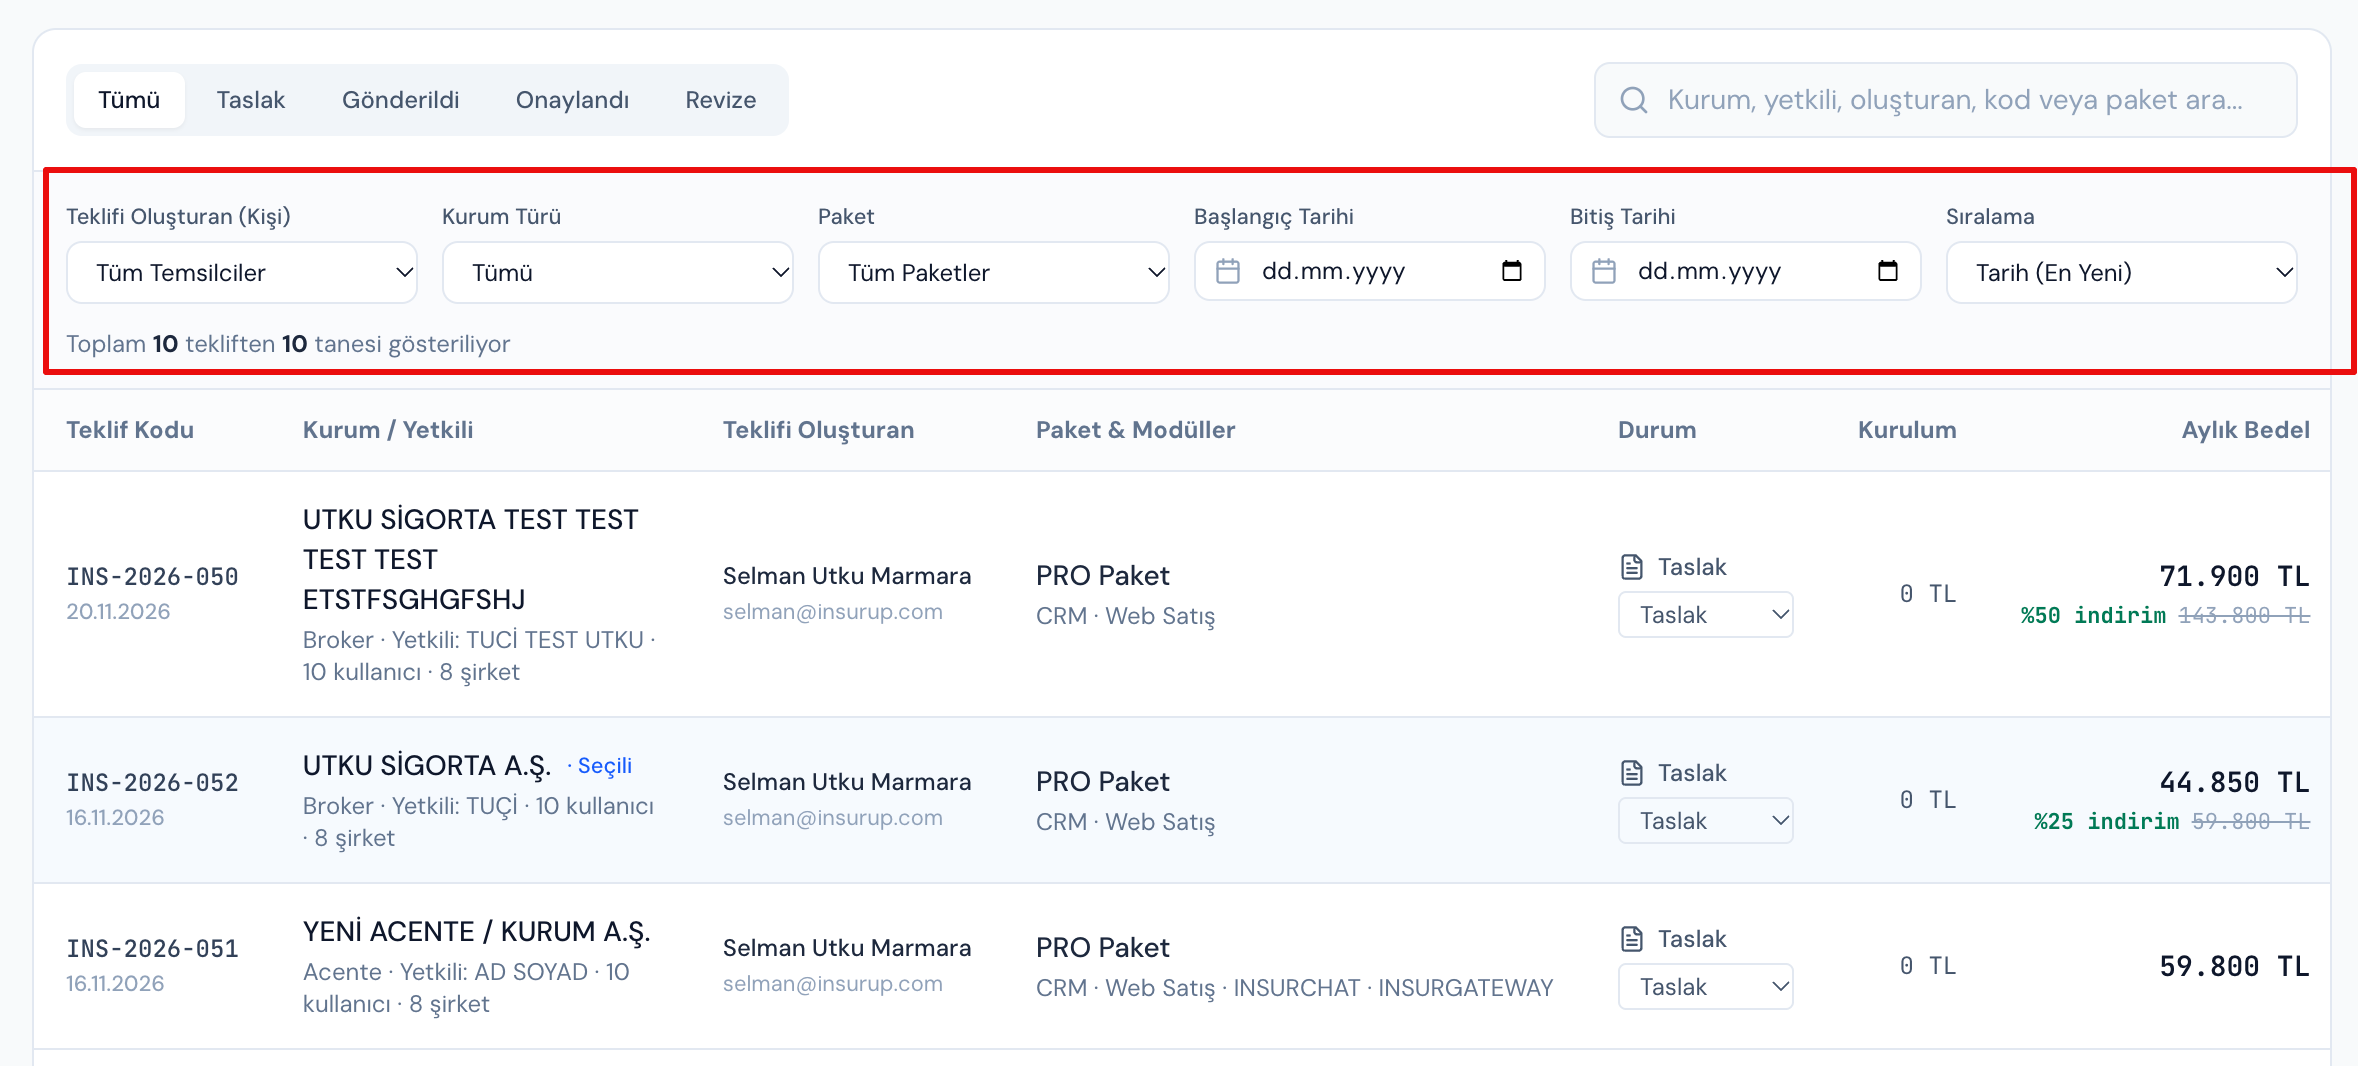 Tümü Taslak Gönderildi Onaylandı Revize Kurum, yetkili, oluşturan, kod veya paket ara...
Teklifi Oluşturan (Kişi) Kurum Türü Paket Başlangıç Tarihi Bitiş Tarihi Sıralama
Tüm Temsilciler Tümü Tüm Paketler dd.mm.yyyy dd.mm.yyyy Tarih (En Yeni)
Toplam 10 tekliften 10 tanesi gösteriliyor
Teklif Kodu Kurum / Yetkili Teklifi Oluşturan Paket & Modüller Durum Kurulum Aylık Bedel
INS-2026-050
20.11.2026
UTKU SİGORTA TEST TEST
TEST TEST
ETSTFSGHGFSHJ
Broker · Yetkili: TUCİ TEST UTKU ·
10 kullanıcı · 8 şirket
Selman Utku Marmara
selman@insurup.com
PRO Paket
CRM · Web Satış
Taslak
Taslak
0 TL
71.900 TL
%50 indirim 143.800 TL
INS-2026-052
16.11.2026
UTKU SİGORTA A.Ş. · Seçili
Broker · Yetkili: TUÇİ · 10 kullanıcı
· 8 şirket
Selman Utku Marmara
selman@insurup.com
PRO Paket
CRM · Web Satış
Taslak
Taslak
0 TL
44.850 TL
%25 indirim 59.800 TL
INS-2026-051
16.11.2026
YENİ ACENTE / KURUM A.Ş.
Acente · Yetkili: AD SOYAD · 10
kullanıcı · 8 şirket
Selman Utku Marmara
selman@insurup.com
PRO Paket
CRM · Web Satış · INSURCHAT · INSURGATEWAY
Taslak
Taslak
0 TL
59.800 TL